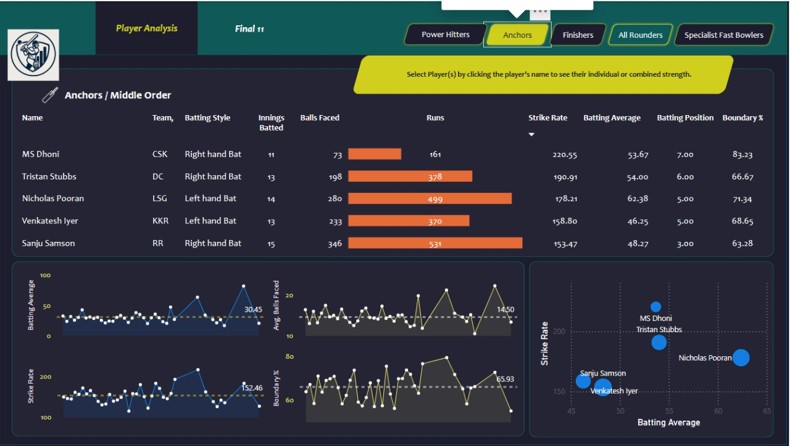 Player Analysis
Final 11
Power Hitters
Anchors
Finishers
All Rounders
Specialist Fast Bowlers
Select Player(s) by clicking the player's name to see their individual or combined strength.
Anchors / Middle Order
Name Team, Batting Style Innings Batted Balls Faced Runs Strike Rate Batting Average Batting Position Boundary %
MS Dhoni CSK Right hand Bat 11 73 161 220.55 53.67 7.00 83.23
Tristan Stubbs DC Right hand Bat 13 198 378 190.91 54.00 6.00 66.67
Nicholas Pooran LSG Left hand Bat 14 280 499 178.21 62.38 5.00 71.34
Venkatesh Iyer KKR Left hand Bat 13 233 370 158.80 46.25 5.00 68.65
Sanju Samson RR Right hand Bat 15 346 531 153.47 48.27 3.00 63.28
Batting Average
100
50
0
30.45
Avg. Balls Faced
20
10
14.50
Strike Rate
200
100
152.46
Boundary %
80
60
65.93
Strike Rate
200
150
MS Dhoni
Tristan Stubbs
Nicholas Pooran
Sanju Samson
Venkatesh Iyer
45 50 55 60 65
Batting Average